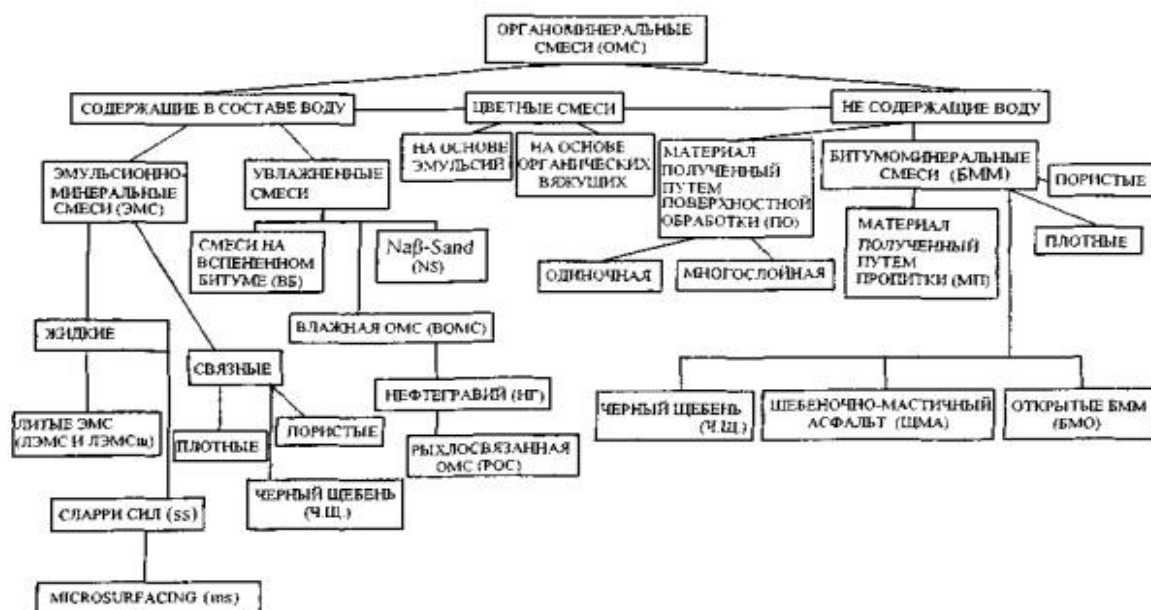 ОРГАНОМИНЕРАЛЬНЫЕ
СМЕСИ (ОМС)
СОДЕРЖАЩИЕ В СОСТАВЕ ВОДУ
ЦВЕТНЫЕ СМЕСИ
НЕ СОДЕРЖАЩИЕ ВОДУ
ЭМУЛЬСИОННО-
МИНЕРАЛЬНЫЕ
СМЕСИ (ЭМС)
УВЛАЖНЕННЫЕ
СМЕСИ
НА ОСНОВЕ
ЭМУЛЬСИЙ
НА ОСНОВЕ
ОРГАНИЧЕСКИХ
ВЯЖУЩИХ
МАТЕРИАЛ
ПОЛУЧЕННЫЙ
ПУТЕМ
ПОВЕРХНОСТНОЙ
ОБРАБОТКИ (ПО)
БИТУМОМИНЕРАЛЬНЫЕ
СМЕСИ (БММ)
ПОРИСТЫЕ
ПЛОТНЫЕ
СМЕСИ НА
ВСПЕНЕННОМ
БИТУМЕ (ВБ)
Naβ-Sand
(NS)
ОДИНОЧНАЯ
МНОГОСЛОЙНАЯ
МАТЕРИАЛ
ПОЛУЧЕННЫЙ
ПУТЕМ
ПРОПИТКИ (МП)
ЖИДКИЕ
ВЛАЖНАЯ ОМС (ВОМС)
СВЯЗНЫЕ
НЕФТЕГРАВИЙ (НГ)
ЧЕРНЫЙ ЩЕБЕНЬ
(Ч.Щ.)
ЩЕБЕНОЧНО-МАСТИЧНЫЙ
АСФАЛЬТ (ЩМА)
ОТКРЫТЫЕ БММ
(БМО)
ЛИТЫЕ ЭМС
(ЛЭМС И ЛЭМСщ)
ПЛОТНЫЕ
ПОРИСТЫЕ
РЫХЛОСВЯЗАННАЯ
ОМС (РОС)
ЧЕРНЫЙ ЩЕБЕНЬ
(Ч.Щ.)
СЛАРРИ СИЛ (ss)
MICROSURFACING (ms)